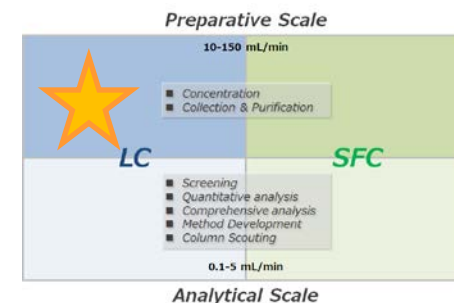 Preparative Scale
10-150 mL/min
■ Concentration
■ Collection & Purification
LC
SFC
■ Screening
■ Quantitative analysis
■ Comprehensive analysis
■ Method Development
■ Column Scouting
0.1-5 mL/min
Analytical Scale